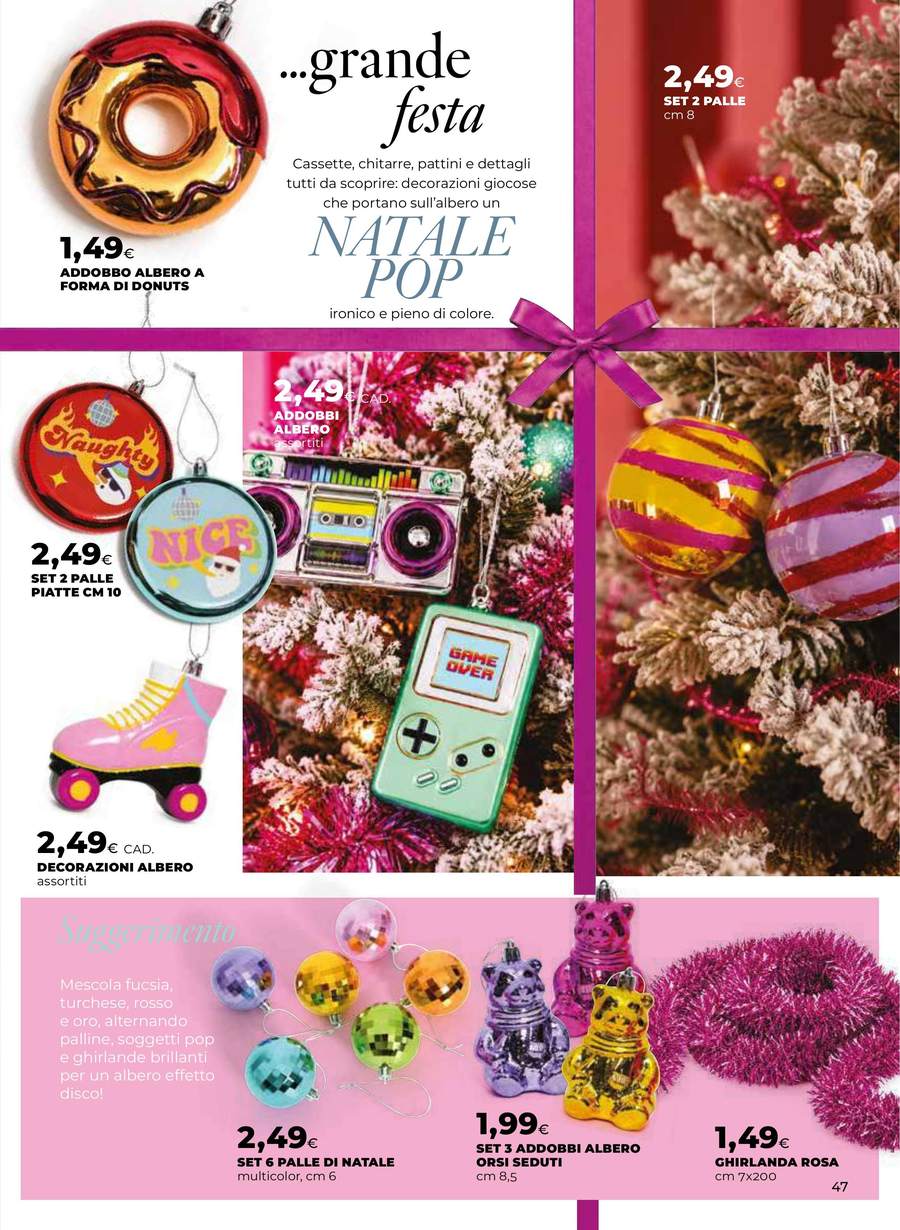 ...grande
festa
Cassette, chitarre, pattini e dettagli
tutti da scoprire: decorazioni giocose
che portano sull'albero un
NATALE
POP
ironico e pieno di colore.
1,49€
ADDOBBO ALBERO A
FORMA DI DONUTS
2,49€
SET 2 PALLE
cm 8
Naughty
NICE
2,49€
SET 2 PALLE
PIATTE CM 10
2,49€ CAD.
ADDOBBI
ALBERO
assortiti
GAME
OVER
2,49€ CAD.
DECORAZIONI ALBERO
assortiti
Suggerimento
Mescola fucsia,
turchese, rosso
e oro, alternando
palline, soggetti pop
e ghirlande brillanti
per un albero effetto
disco!
2,49€
SET 6 PALLE DI NATALE
multicolor, cm 6
1,99€
SET 3 ADDOBBI ALBERO
ORSI SEDUTI
cm 8,5
1,49€
GHIRLANDA ROSA
cm 7x200
47